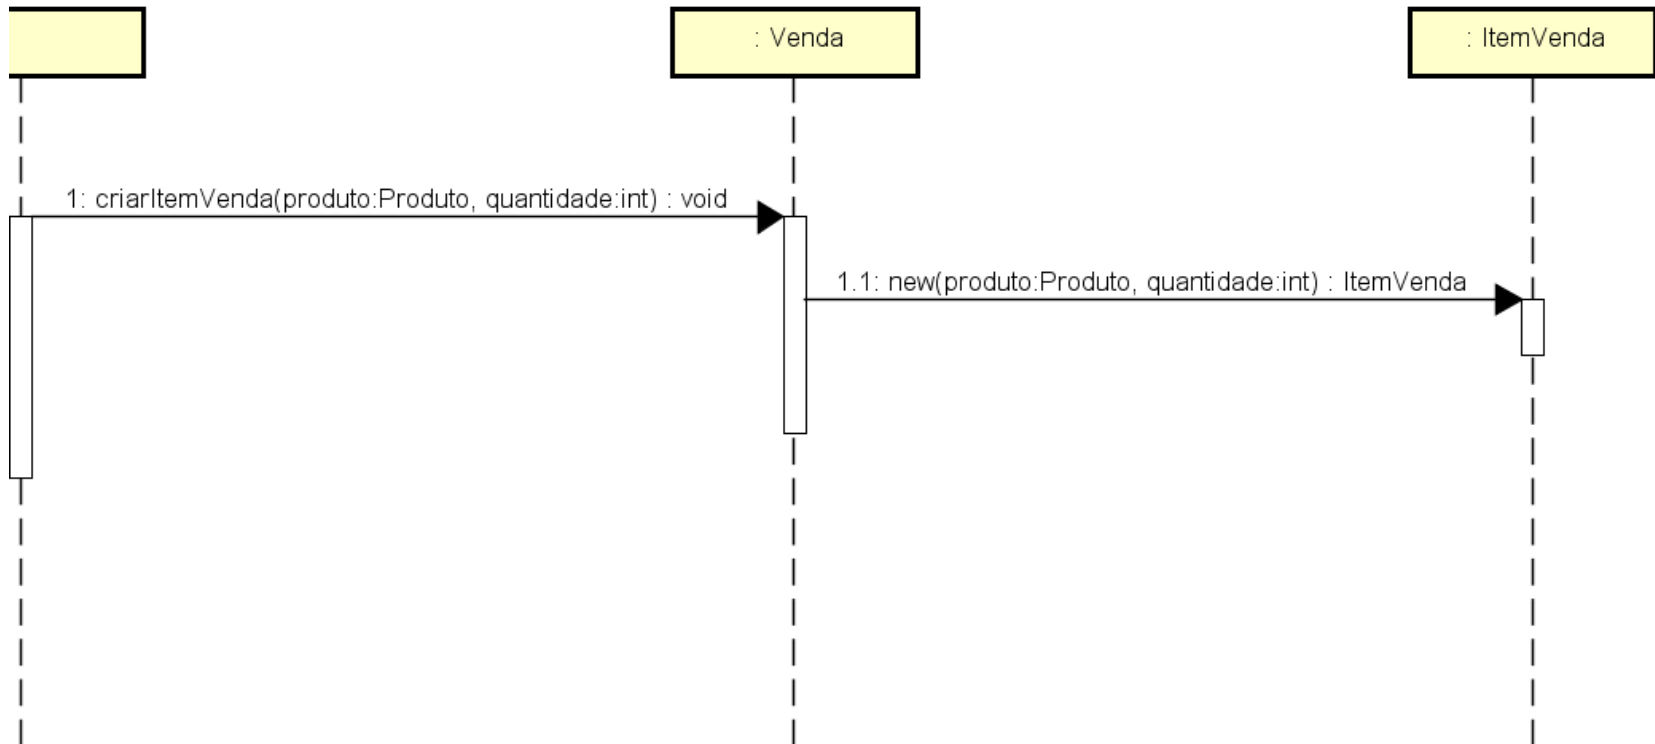 : Venda
: ItemVenda
1: criarItemVenda(produto:Produto, quantidade:int) : void
1.1: new(produto:Produto, quantidade:int) : ItemVenda